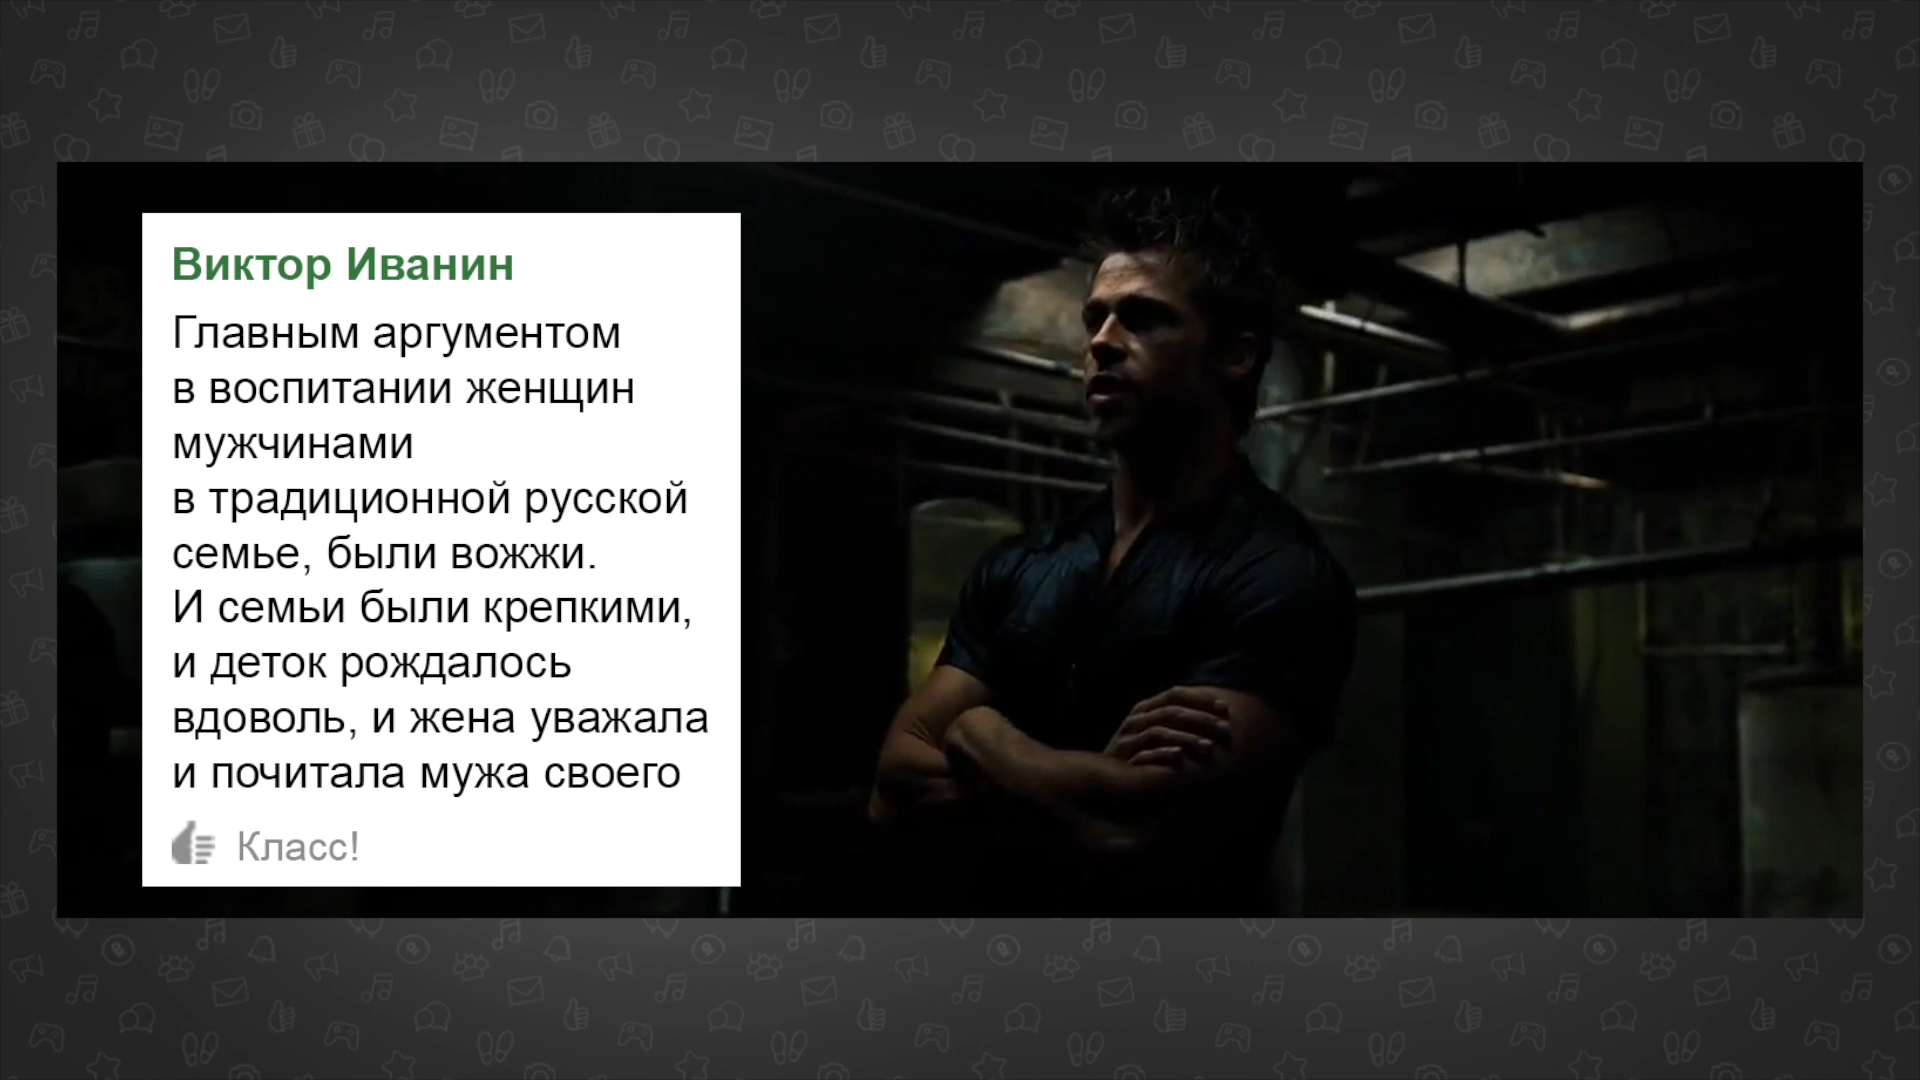 Виктор Иванин
Главным аргументом
в воспитании женщин
мужчинами
в традиционной русской
семье, были вожжи.
И семьи были крепкими,
и деток рождалось
вдоволь, и жена уважала
и почитала мужа своего
Класс!